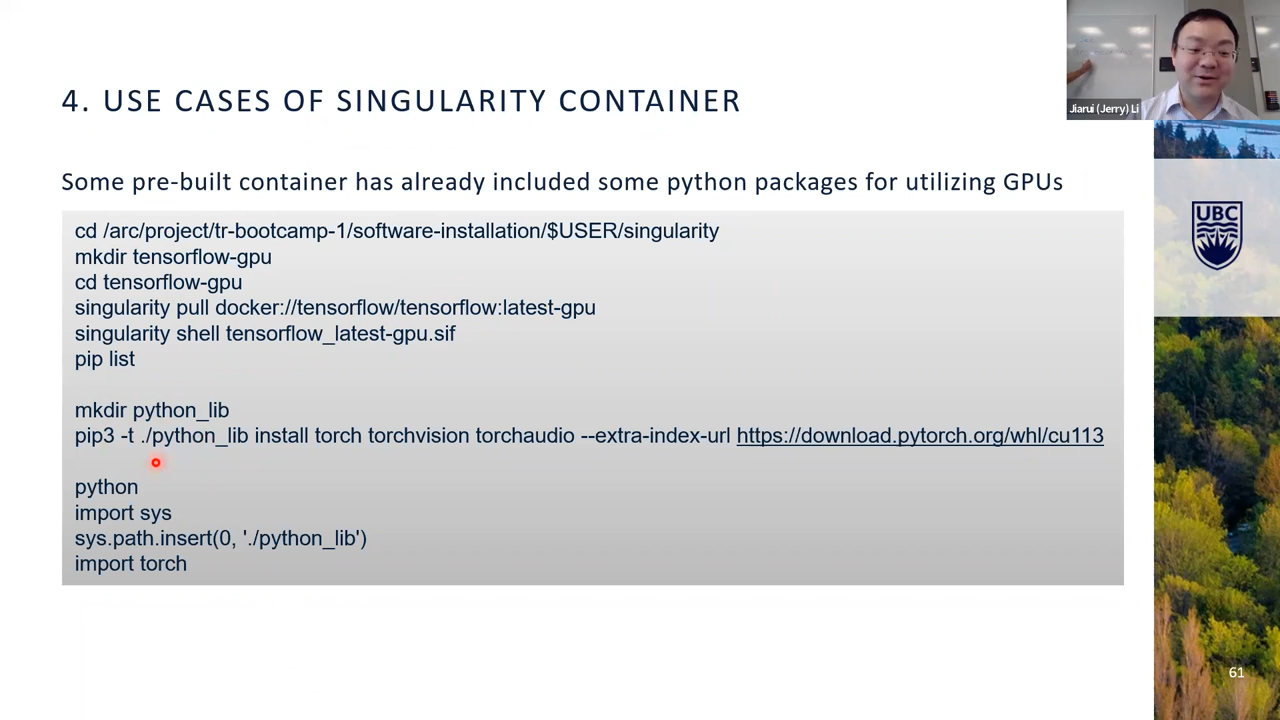 4. USE CASES OF SINGULARITY CONTAINER
Jiarui (Jerry) Li
Some pre-built container has already included some python packages for utilizing GPUs
UBC
cd /arc/project/tr-bootcamp-1/software-installation/$USER/singularity
mkdir tensorflow-gpu
cd tensorflow-gpu
singularity pull docker://tensorflow/tensorflow:latest-gpu
singularity shell tensorflow_latest-gpu.sif
pip list
mkdir python_lib
pip3 -t ./python_lib install torch torchvision torchaudio --extra-index-url https://download.pytorch.org/whl/cu113
python
import sys
sys.path.insert(0, './python_lib')
import torch
61